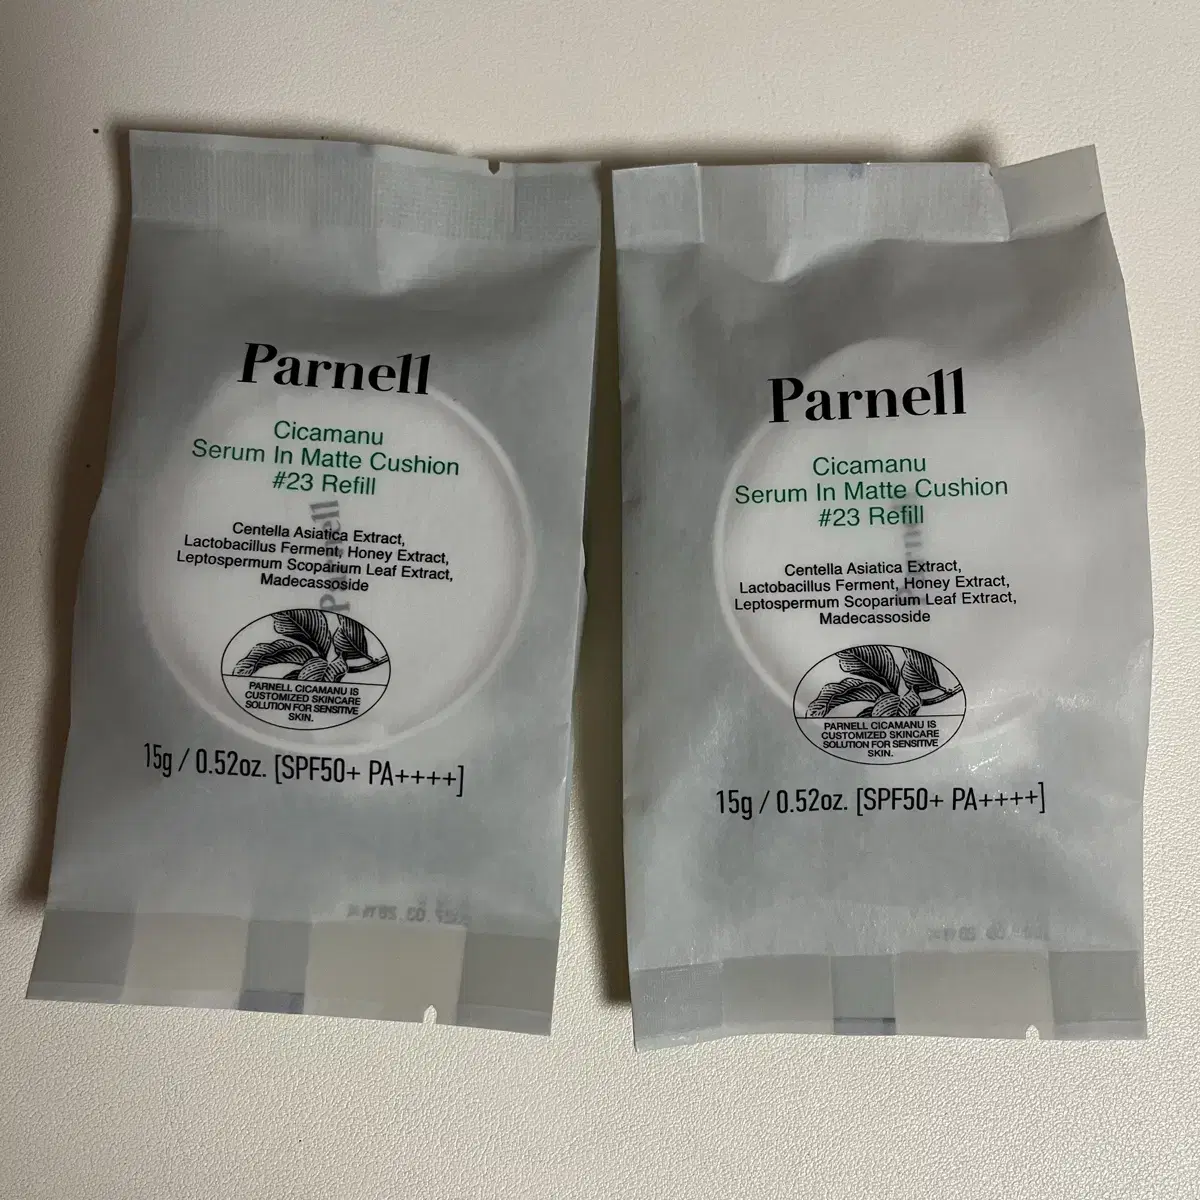 Parnell
Cicamanu
Serum In Matte Cushion
#23 Refill
Centella Asiatica Extract,
Lactobacillus Ferment, Honey Extract,
Leptospermum Scoparium Leaf Extract,
Madecassoside
PARNELL CICAMANU IS
CUSTOMIZED SKINCARE
SOLUTION FOR SENSITIVE
SKIN.
15g / 0.52oz. [SPF50+ PA++++]
Parnell
Parnell
Cicamanu
Serum In Matte Cushion
#23 Refill
Centella Asiatica Extract,
Lactobacillus Ferment, Honey Extract,
Leptospermum Scoparium Leaf Extract,
Madecassoside
PARNELL CICAMANU IS
CUSTOMIZED SKINCARE
SOLUTION FOR SENSITIVE
SKIN.
15g / 0.52oz. [SPF50+ PA++++]